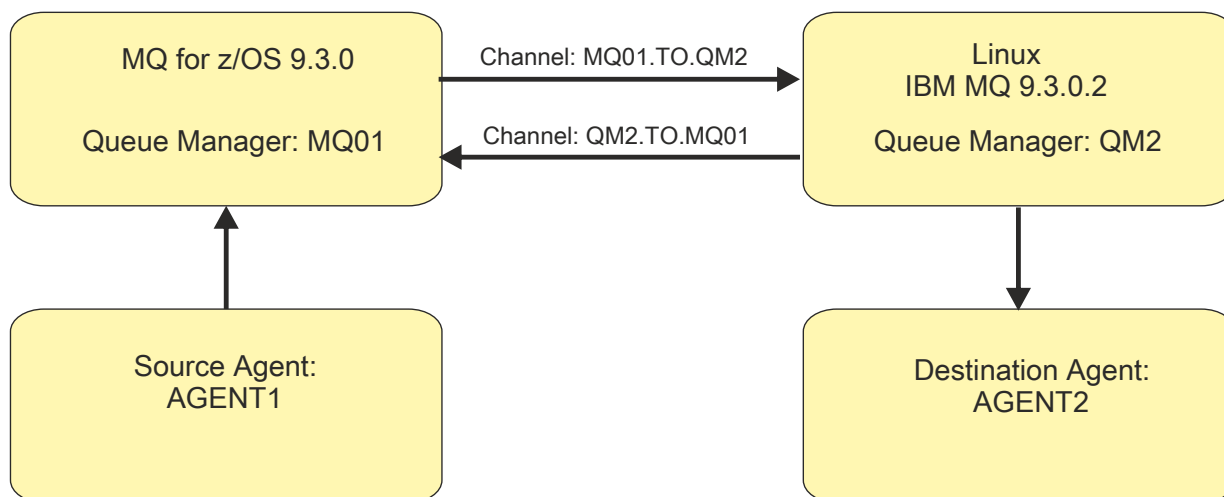 MQ for z/OS 9.3.0
Queue Manager: MQ01
Channel: MQ01.TO.QM2
Channel: QM2.TO.MQ01
Linux
IBM MQ 9.3.0.2
Queue Manager: QM2
Source Agent:
AGENT1
Destination Agent:
AGENT2